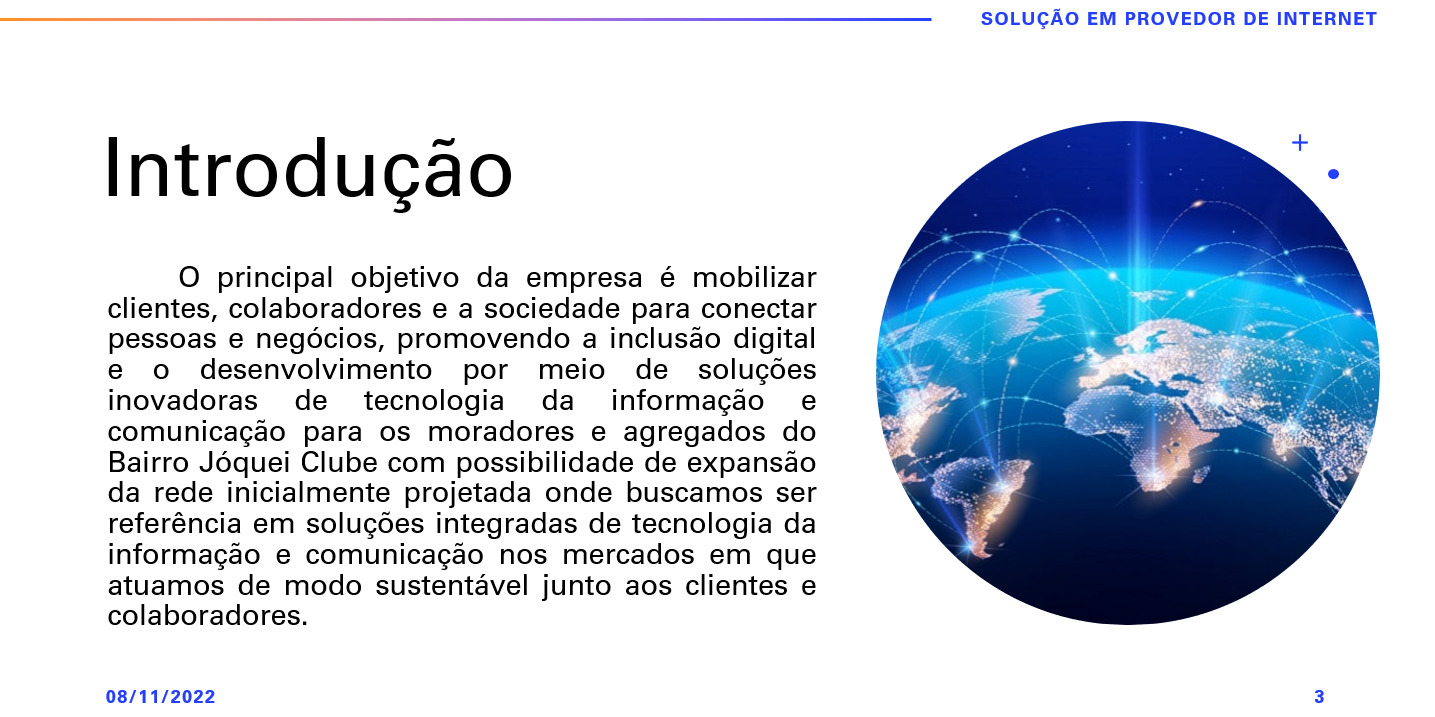 SOLUÇÃO EM PROVEDOR DE INTERNET
Introdução
O principal objetivo da empresa é mobilizar
clientes, colaboradores e a sociedade para conectar
pessoas e negócios, promovendo a inclusão digital
e o desenvolvimento por meio de soluções
inovadoras de tecnologia da informação e
comunicação para os moradores e agregados do
Bairro Jóquei Clube com possibilidade de expansão
da rede inicialmente projetada onde buscamos ser
referência em soluções integradas de tecnologia da
informação e comunicação nos mercados em que
atuamos de modo sustentável junto aos clientes e
colaboradores.
08/11/2022
3